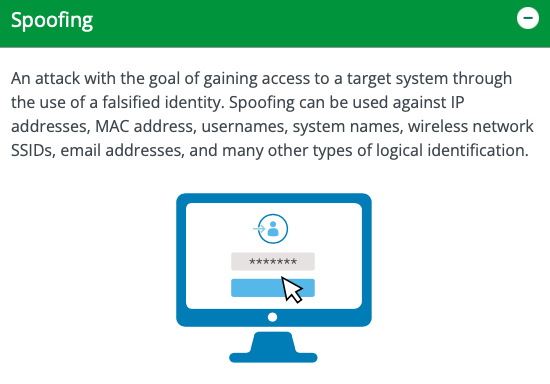 Spoofing
An attack with the goal of gaining access to a target system through
the use of a falsified identity. Spoofing can be used against IP
addresses, MAC address, usernames, system names, wireless network
SSIDs, email addresses, and many other types of logical identification.
*******